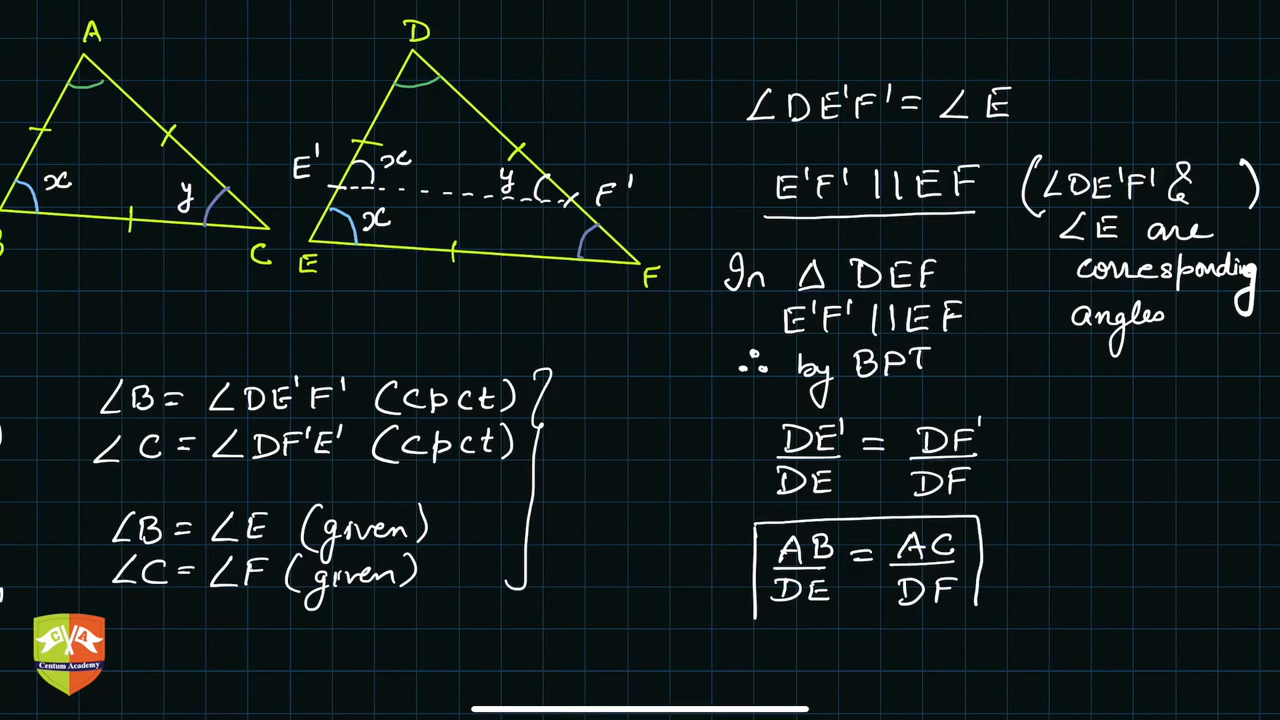 A
D
x
y
C
E'
x
y
F'
x
E
F
∠B = ∠DE'F' (cpct)
∠C = ∠DF'E' (cpct)
∠B = ∠E (given)
∠C = ∠F (given)
∠DE'F' = ∠E
E'F' || EF (∠DE'F' &
∠E are
corresponding
angles)
In △ DEF
E'F' || EF
∴ by BPT
DE'/DE = DF'/DF
AB/DE = AC/DF
C A
Centum Academy